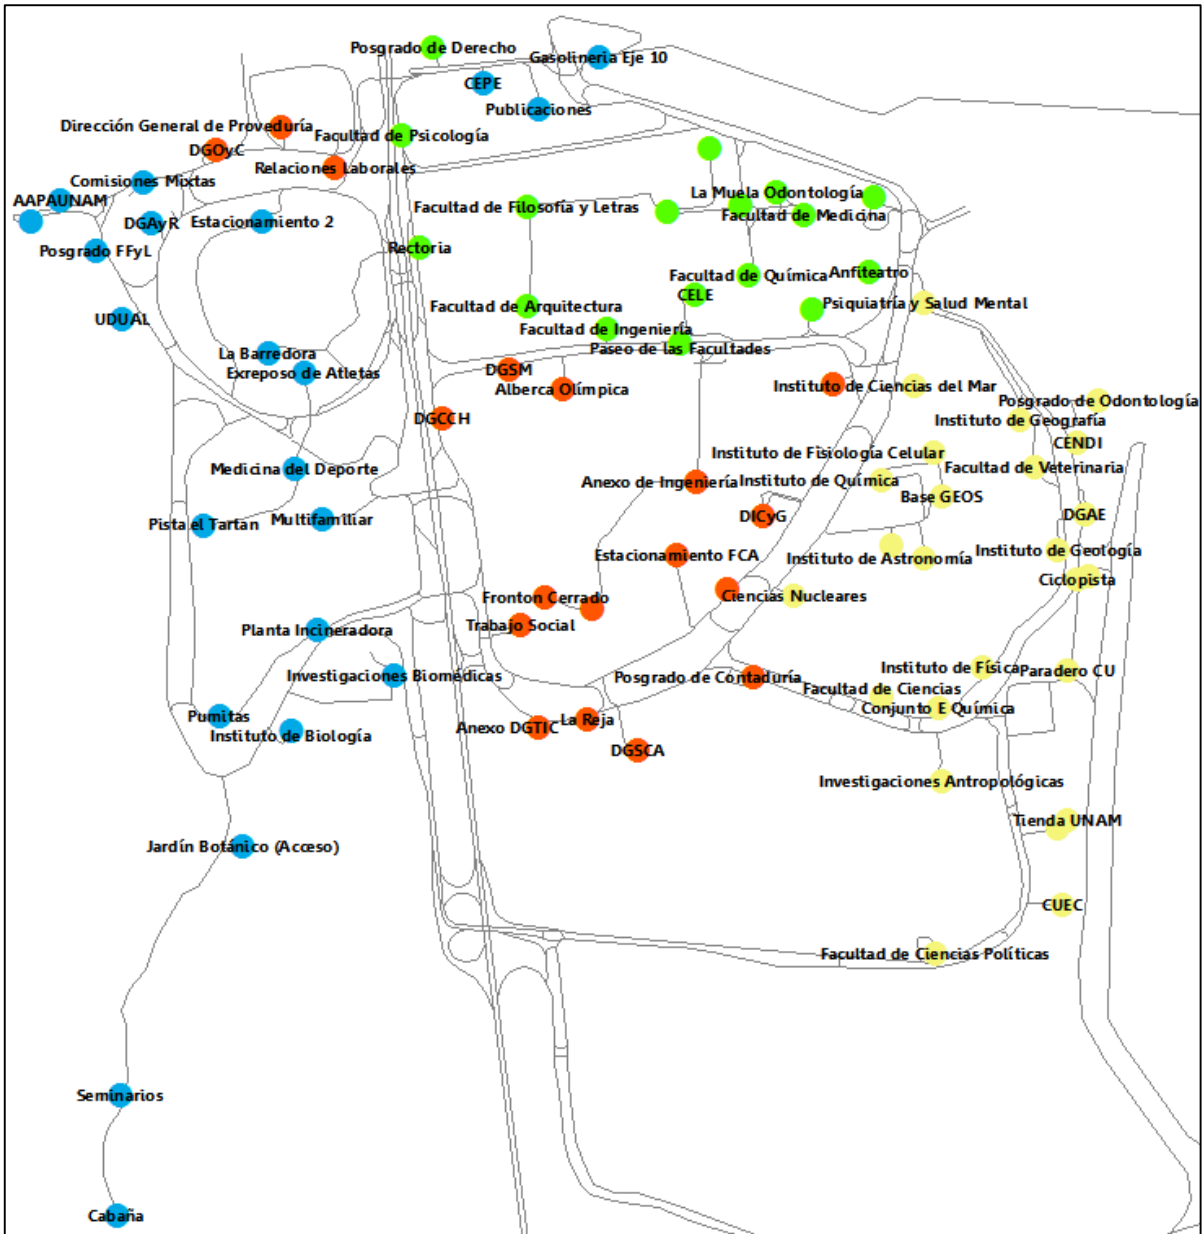 Posgrado de Derecho
Gasolineria Eje 10
CEPE
Publicaciones
Dirección General de Proveduría
Facultad de Psicología
DGOyC
Relaciones Laborales
Comisiones Mixtas
La Muela Odontología
AAPAUNAM
Facultad de Filosofía y Letras
Facultad de Medicina
DGAyR
Estacionamiento 2
Posgrado FFyL
Rectoria
Facultad de Química
Anfiteatro
CELE
Facultad de Arquitectura
Psiquiatría y Salud Mental
UDUAL
Facultad de Ingeniería
Paseo de las Facultades
La Barredora
Exreposo de Atletas
DGSM
Alberca Olímpica
Instituto de Ciencias del Mar
Posgrado de Odontología
DGCCH
Instituto de Geografía
CENDI
Instituto de Fisiología Celular
Medicina del Deporte
Facultad de Veterinaria
Anexo de Ingeniería
Instituto de Química
Base GEOS
Pista el Tartan
Multifamiliar
DICyG
DGAE
Estacionamiento FCA
Instituto de Astronomía
Instituto de Geología
Ciclopista
Fronton Cerrado
Ciencias Nucleares
Trabajo Social
Planta Incineradora
Instituto de Física
Paradero CU
Investigaciones Biomédicas
Posgrado de Contaduría
Facultad de Ciencias
Conjunto E Química
Pumitas
La Reja
Anexo DGTIC
Instituto de Biología
DGSCA
Investigaciones Antropológicas
Tienda UNAM
Jardín Botánico (Acceso)
CUEC
Facultad de Ciencias Políticas
Seminarios
Cabaña